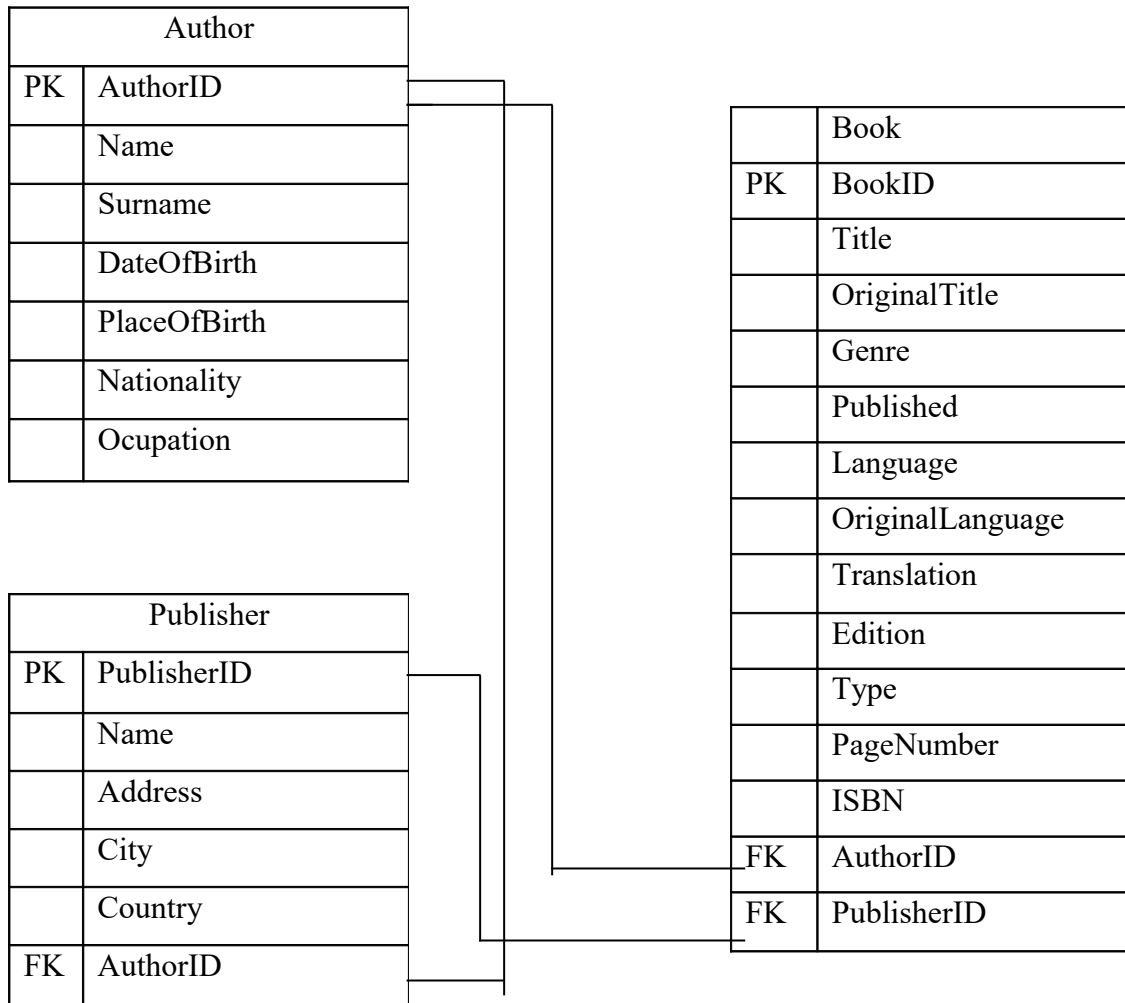 Author
PK AuthorID
Name
Surname
DateOfBirth
PlaceOfBirth
Nationality
Ocupation
Publisher
PK PublisherID
Name
Address
City
Country
FK AuthorID
Book
PK BookID
Title
OriginalTitle
Genre
Published
Language
OriginalLanguage
Translation
Edition
Type
PageNumber
ISBN
FK AuthorID
FK PublisherID